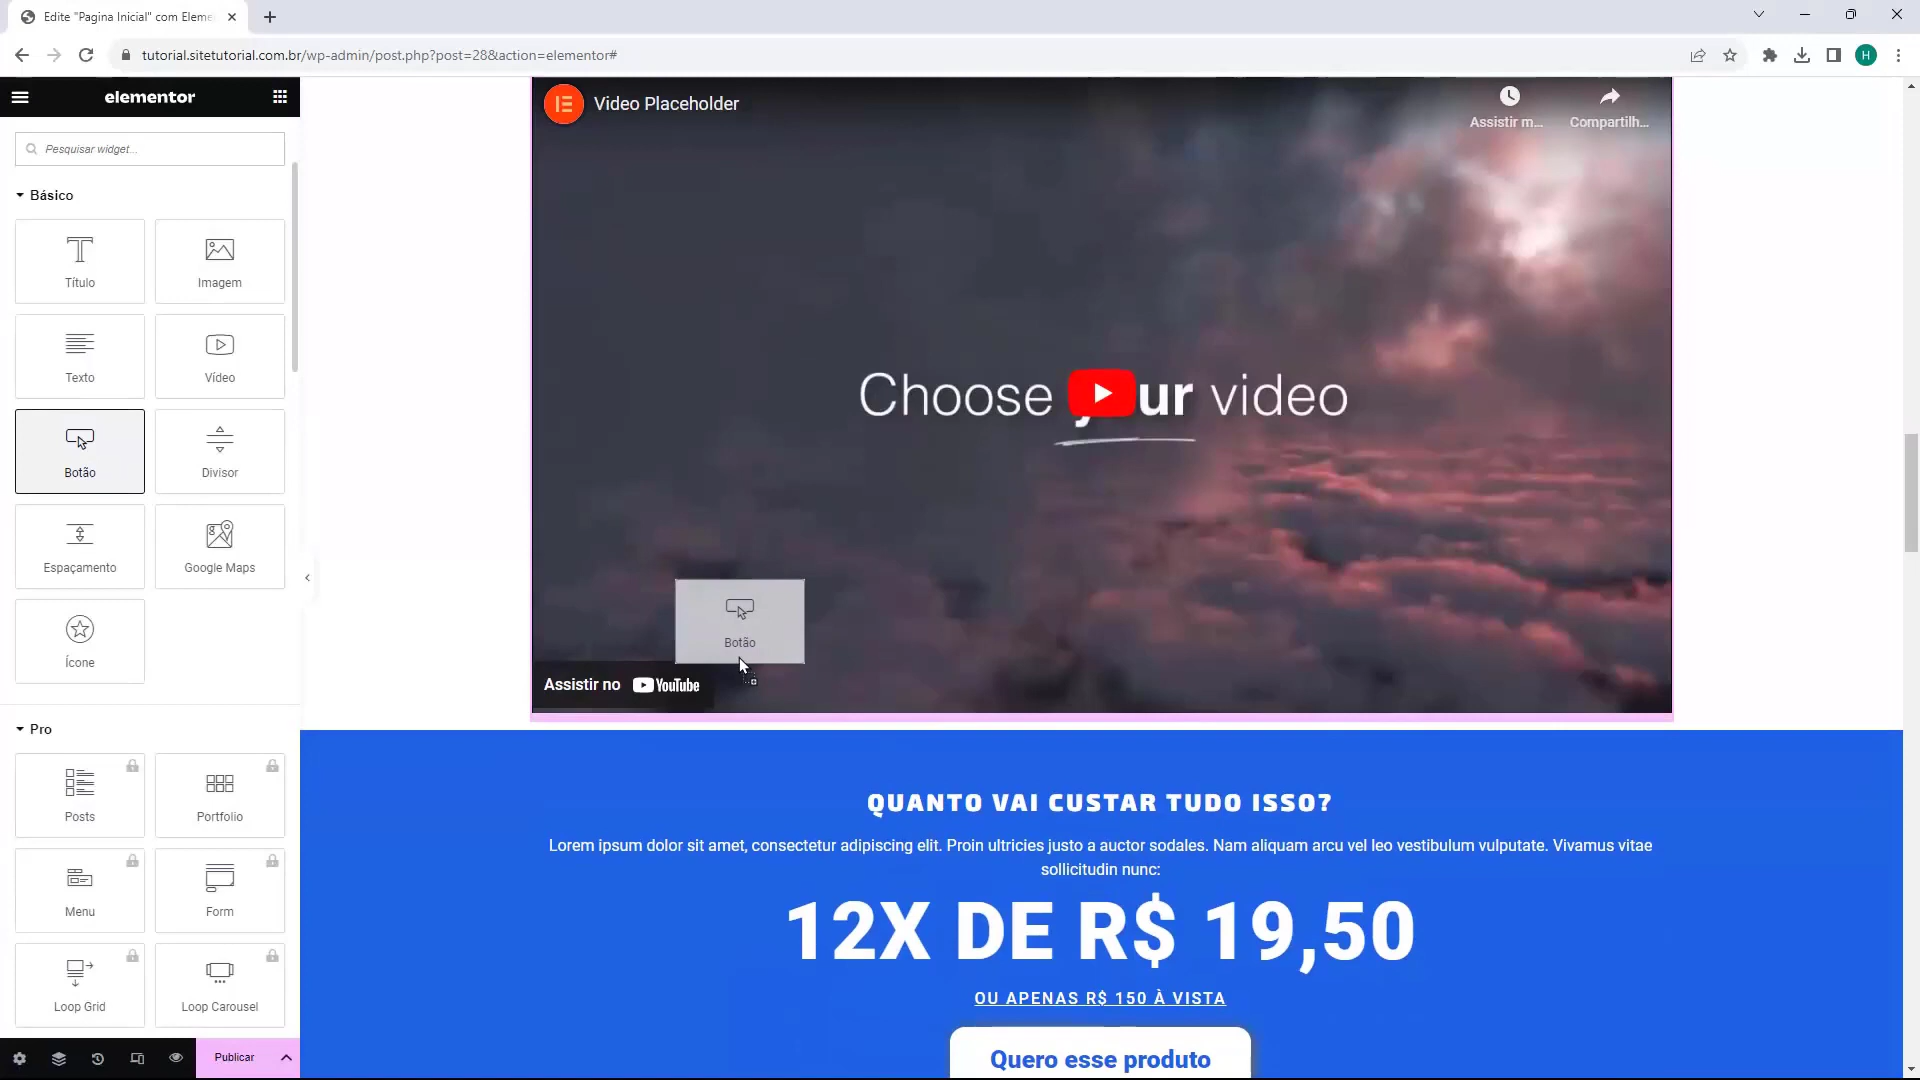 Edite "Pagina Inicial" com Eleme
tutorial.sitetutorial.com.br/wp-admin/post.php?post=28&action=elementor#
H
elementor
Pesquisar widget...
Básico
Título
Imagem
Texto
Vídeo
Botão
Divisor
Espaçamento
Google Maps
Ícone
Pro
Posts
Portfolio
Menu
Form
Loop Grid
Loop Carousel
Publicar
Video Placeholder
Assistir m...
Compartilh...
Choose your video
Botão
Assistir no YouTube
QUANTO VAI CUSTAR TUDO ISSO?
Lorem ipsum dolor sit amet, consectetur adipiscing elit. Proin ultricies justo a auctor sodales. Nam aliquam arcu vel leo vestibulum vulputate. Vivamus vitae
sollicitudin nunc:
12X DE R$ 19,50
OU APENAS R$ 150 À VISTA
Quero esse produto